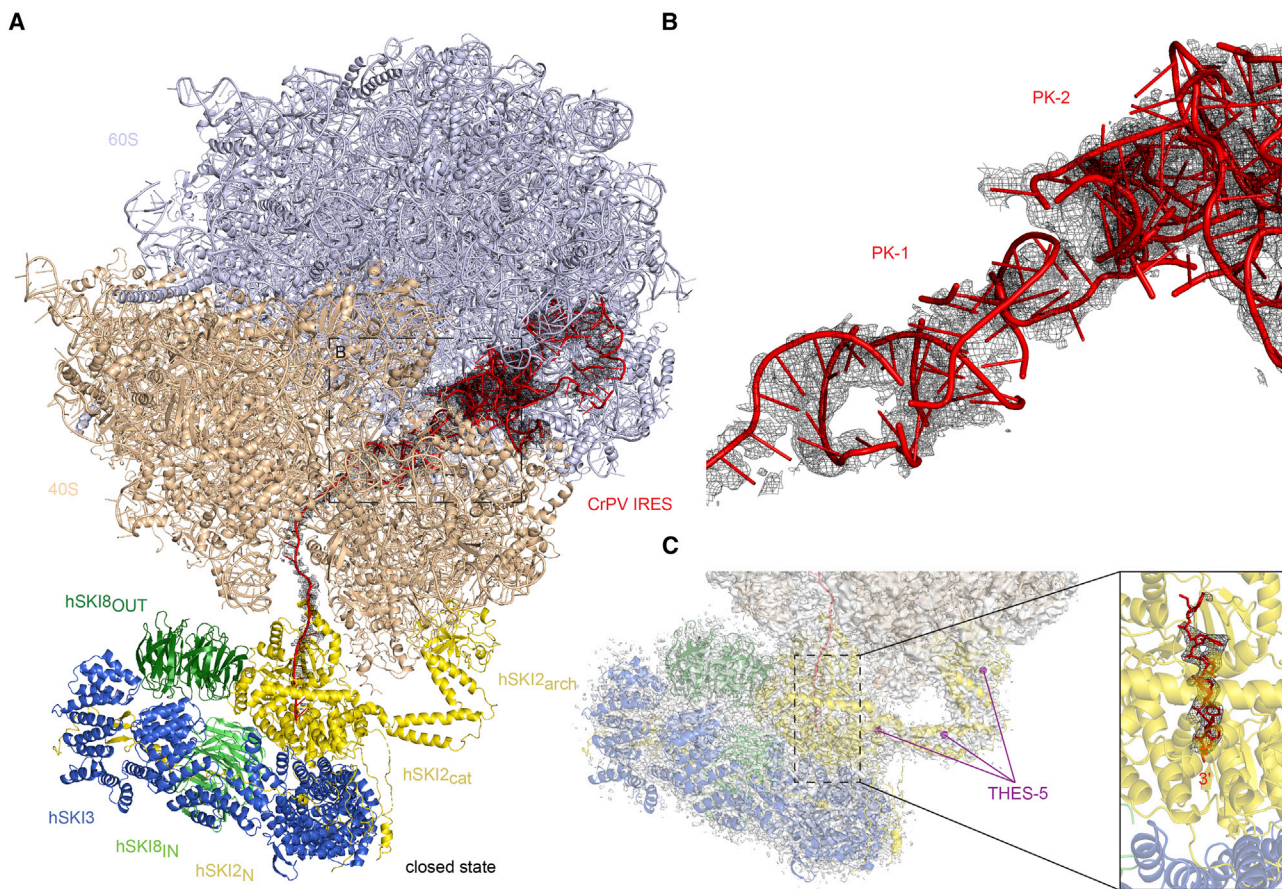 A
B
60S
PK-2
PK-1
B
40S
CrPV IRES
C
hSKI8OUT
hSKI2arch
hSKI2cat
THES-5
hSKI3
3'
hSKI8IN
hSKI2N
closed state